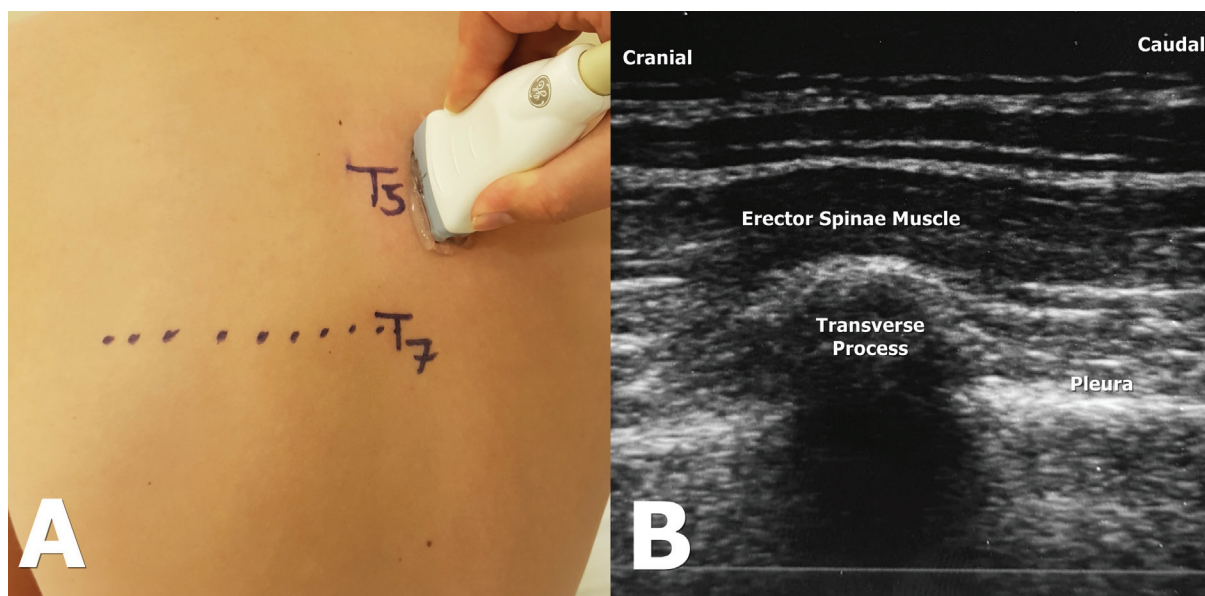 T5
T7
A
Cranial
Caudal
Erector Spinae Muscle
Transverse
Process
Pleura
B